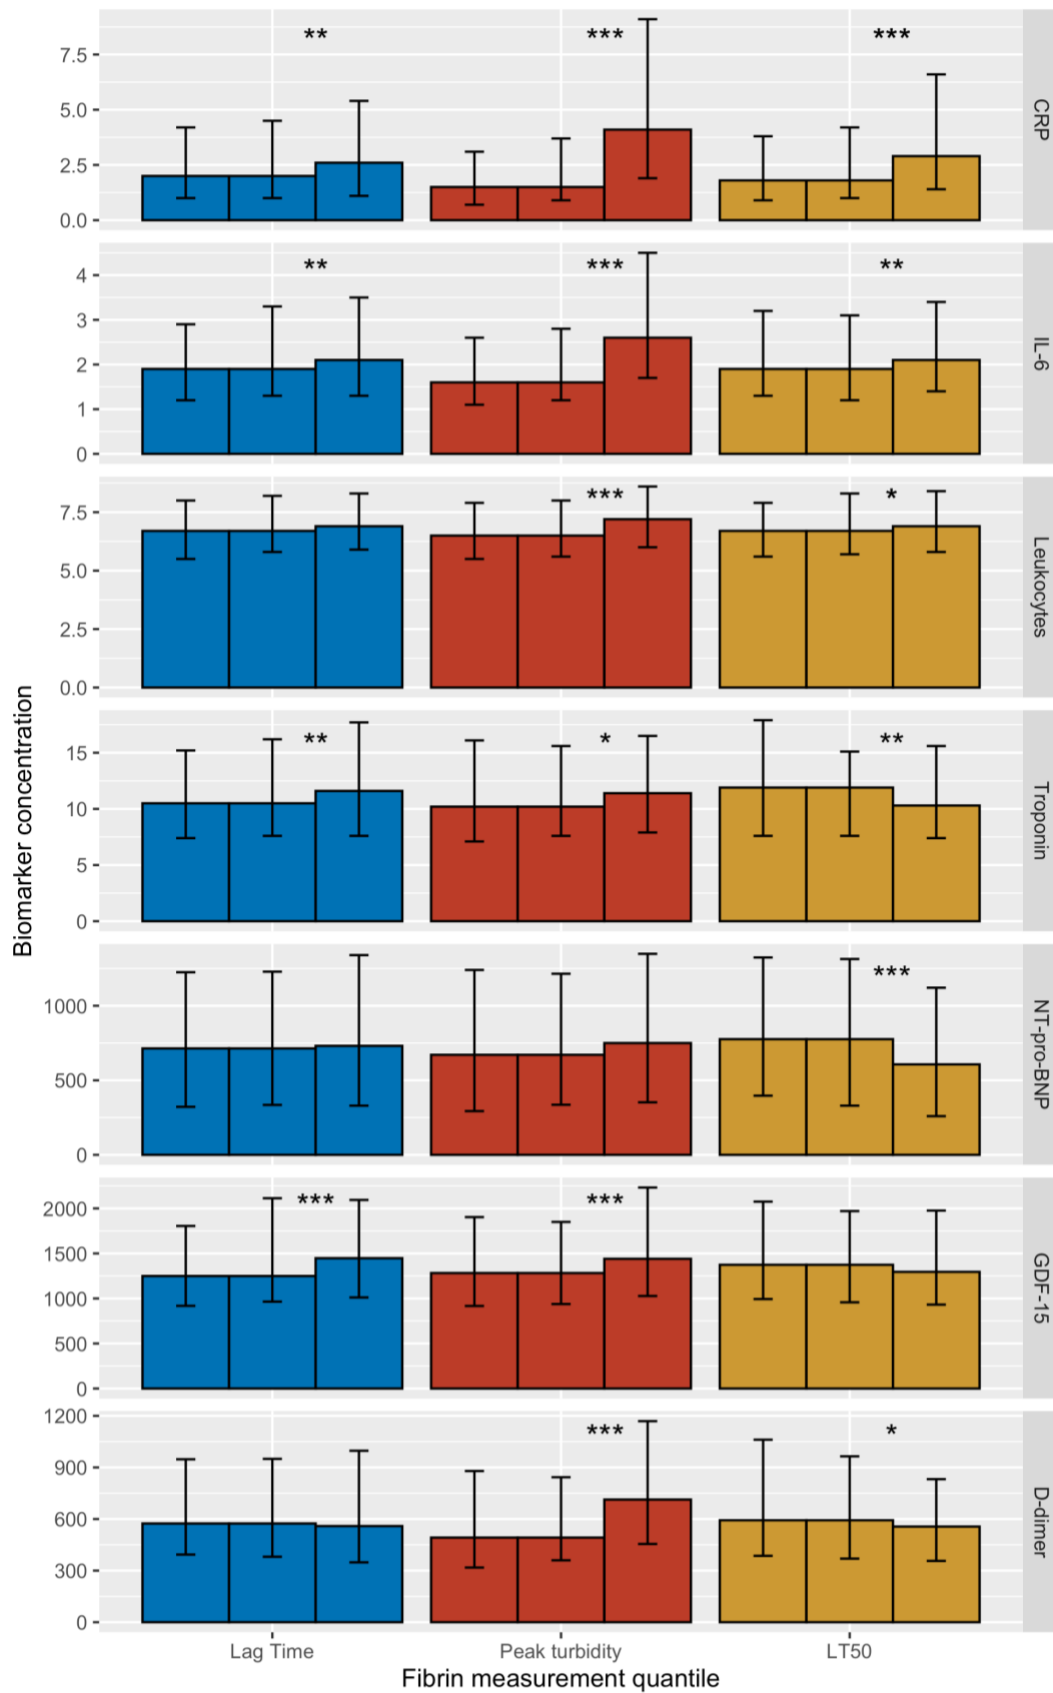 Biomarker concentration
7.5
5.0
2.5
0.0
** *** ***
CRP
4
3
2
1
0
** *** **
IL-6
7.5
5.0
2.5
0.0
*** *
Leukocytes
15
10
5
0
** * **
Troponin
1000
500
0
***
NT-pro-BNP
2000
1500
1000
500
0
*** ***
GDF-15
1200
900
600
300
0
*** *
D-dimer
Lag Time Peak turbidity LT50
Fibrin measurement quantile